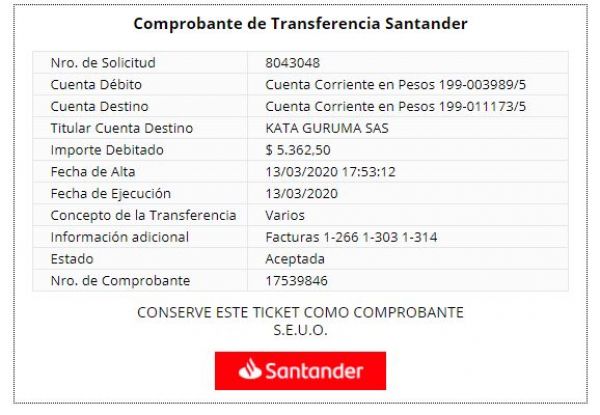 Comprobante de Transferencia Santander
Nro. de Solicitud 8043048
Cuenta Débito Cuenta Corriente en Pesos 199-003989/5
Cuenta Destino Cuenta Corriente en Pesos 199-011173/5
Titular Cuenta Destino KATA GURUMA SAS
Importe Debitado $ 5.362,50
Fecha de Alta 13/03/2020 17:53:12
Fecha de Ejecución 13/03/2020
Concepto de la Transferencia Varios
Información adicional Facturas 1-266 1-303 1-314
Estado Aceptada
Nro. de Comprobante 17539846
CONSERVE ESTE TICKET COMO COMPROBANTE
S.E.U.O.
Santander